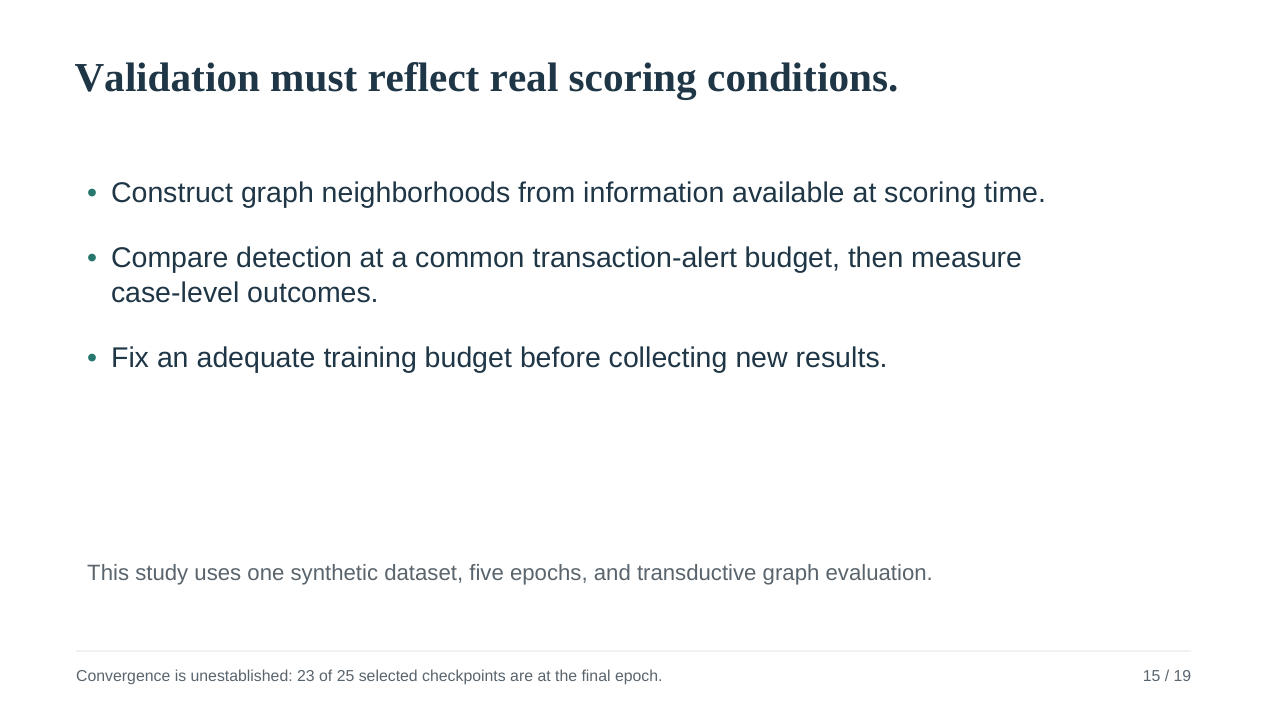 Validation must reflect real scoring conditions.
• Construct graph neighborhoods from information available at scoring time.
• Compare detection at a common transaction-alert budget, then measure
case-level outcomes.
• Fix an adequate training budget before collecting new results.
This study uses one synthetic dataset, five epochs, and transductive graph evaluation.
Convergence is unestablished: 23 of 25 selected checkpoints are at the final epoch.
15 / 19